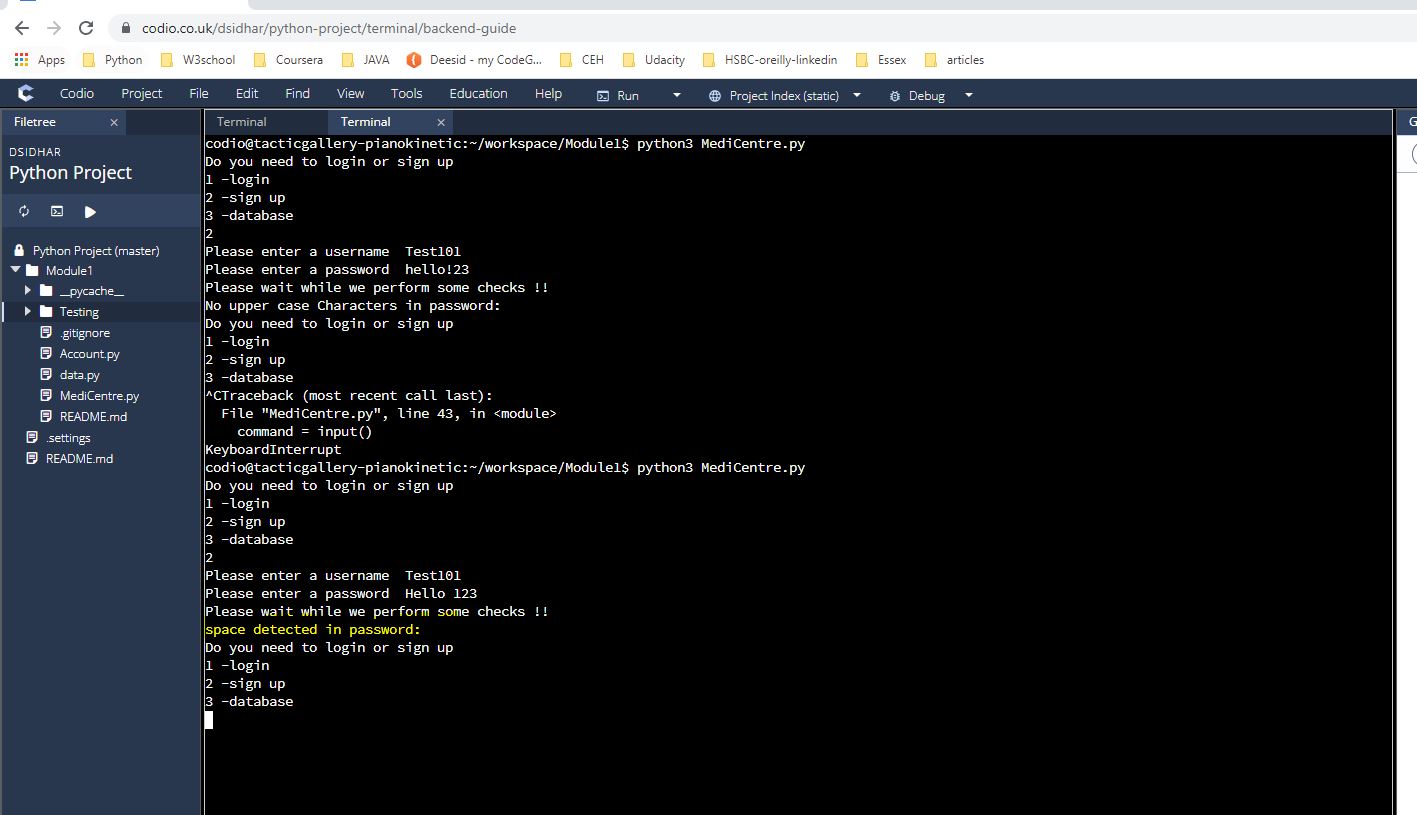 codio.co.uk/dsidhar/python-project/terminal/backend-guide
Apps Python W3school Coursera JAVA Deesid - my CodeG... CEH Udacity HSBC-oreilly-linkedin Essex articles
Codio Project File Edit Find View Tools Education Help Run Project Index (static) Debug
Filetree
DSIDHAR
Python Project
Python Project (master)
Module1
__pycache__
Testing
.gitignore
Account.py
data.py
MediCentre.py
README.md
.settings
README.md
Terminal Terminal
codio@tacticgallery-pianokinetic:~/workspace/Module1$ python3 MediCentre.py
Do you need to login or sign up
1 -login
2 -sign up
3 -database
2
Please enter a username  Test101
Please enter a password  hello!23
Please wait while we perform some checks !!
No upper case Characters in password:
Do you need to login or sign up
1 -login
2 -sign up
3 -database
^CTraceback (most recent call last):
  File "MediCentre.py", line 43, in <module>
    command = input()
KeyboardInterrupt
codio@tacticgallery-pianokinetic:~/workspace/Module1$ python3 MediCentre.py
Do you need to login or sign up
1 -login
2 -sign up
3 -database
2
Please enter a username  Test101
Please enter a password  Hello 123
Please wait while we perform some checks !!
space detected in password:
Do you need to login or sign up
1 -login
2 -sign up
3 -database